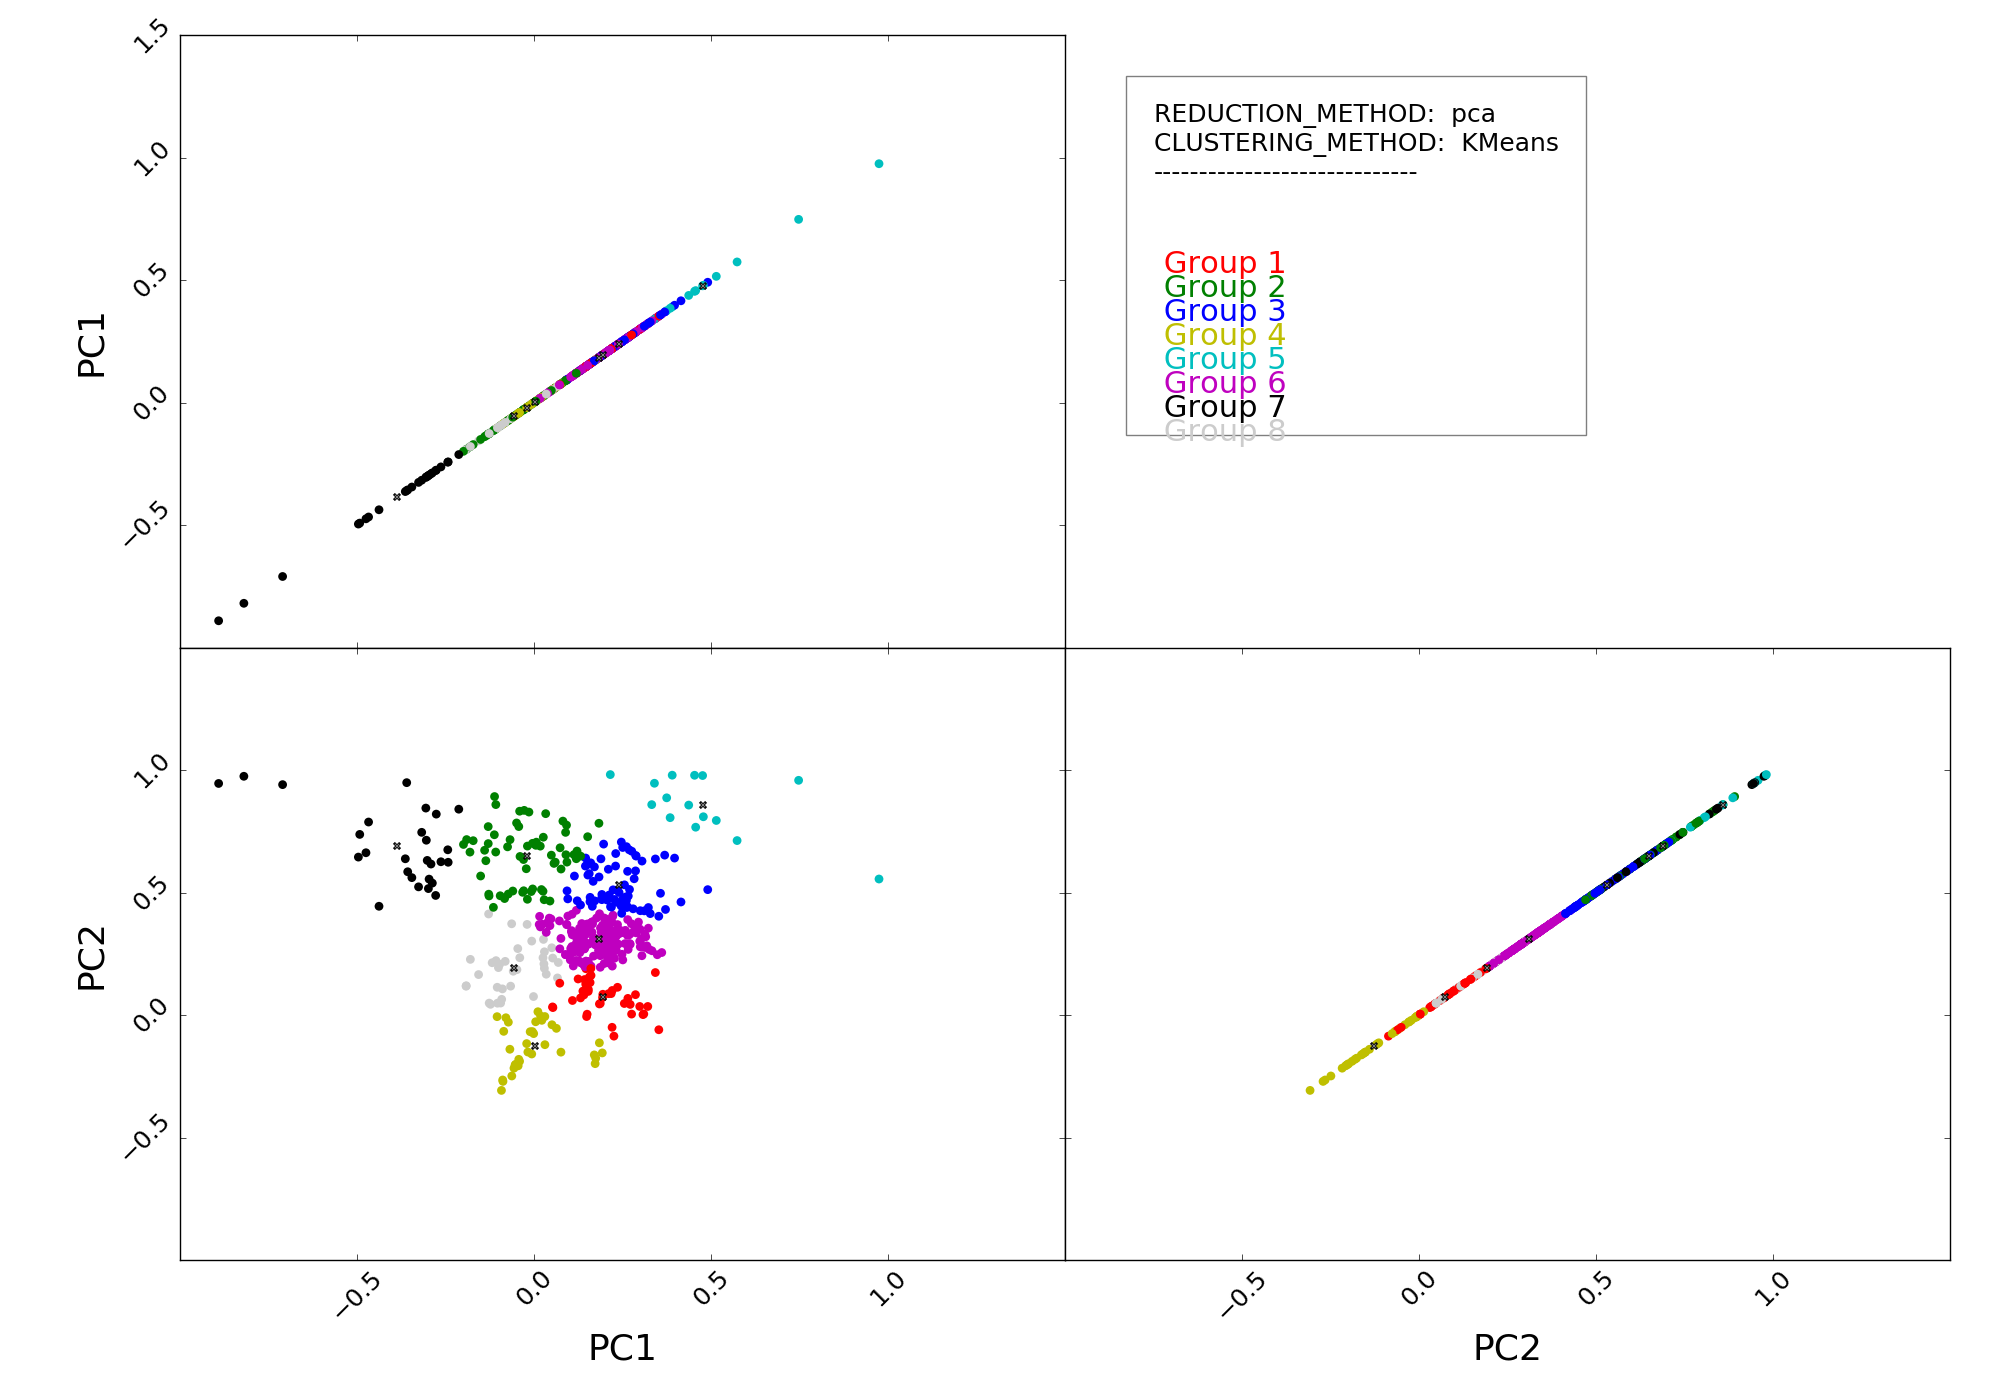 1.5
1.0
0.5
0.0
−0.5
PC1
REDUCTION_METHOD:  pca
CLUSTERING_METHOD:  KMeans
-----------------------------
Group 1
Group 2
Group 3
Group 4
Group 5
Group 6
Group 7
Group 8
1.0
0.5
0.0
−0.5
PC2
−0.5 0.0 0.5 1.0
−0.5 0.0 0.5 1.0
PC1
PC2